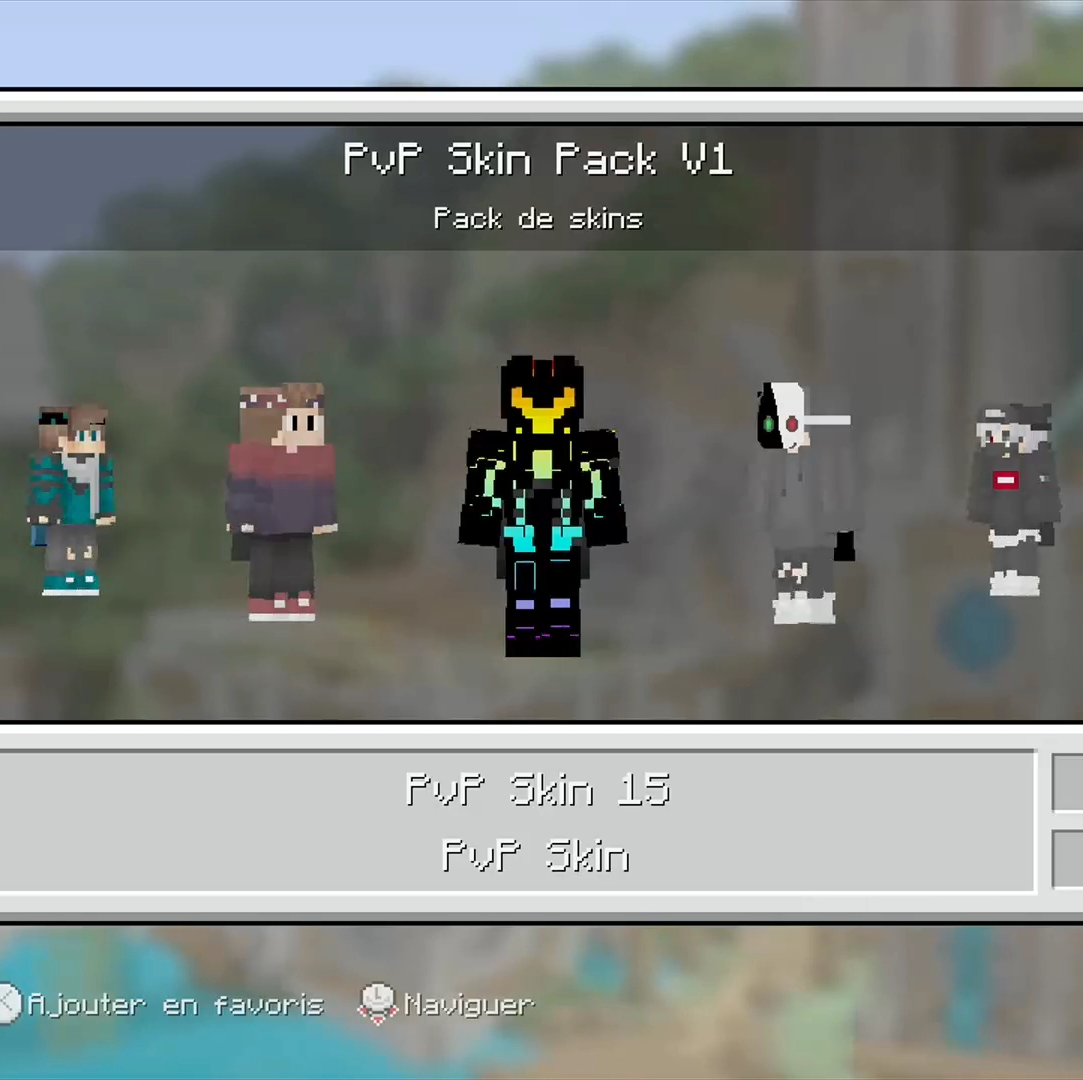 PvP Skin Pack V1
Pack de skins
PvP Skin 15
PvP Skin
Ajouter en favoris
Naviguer